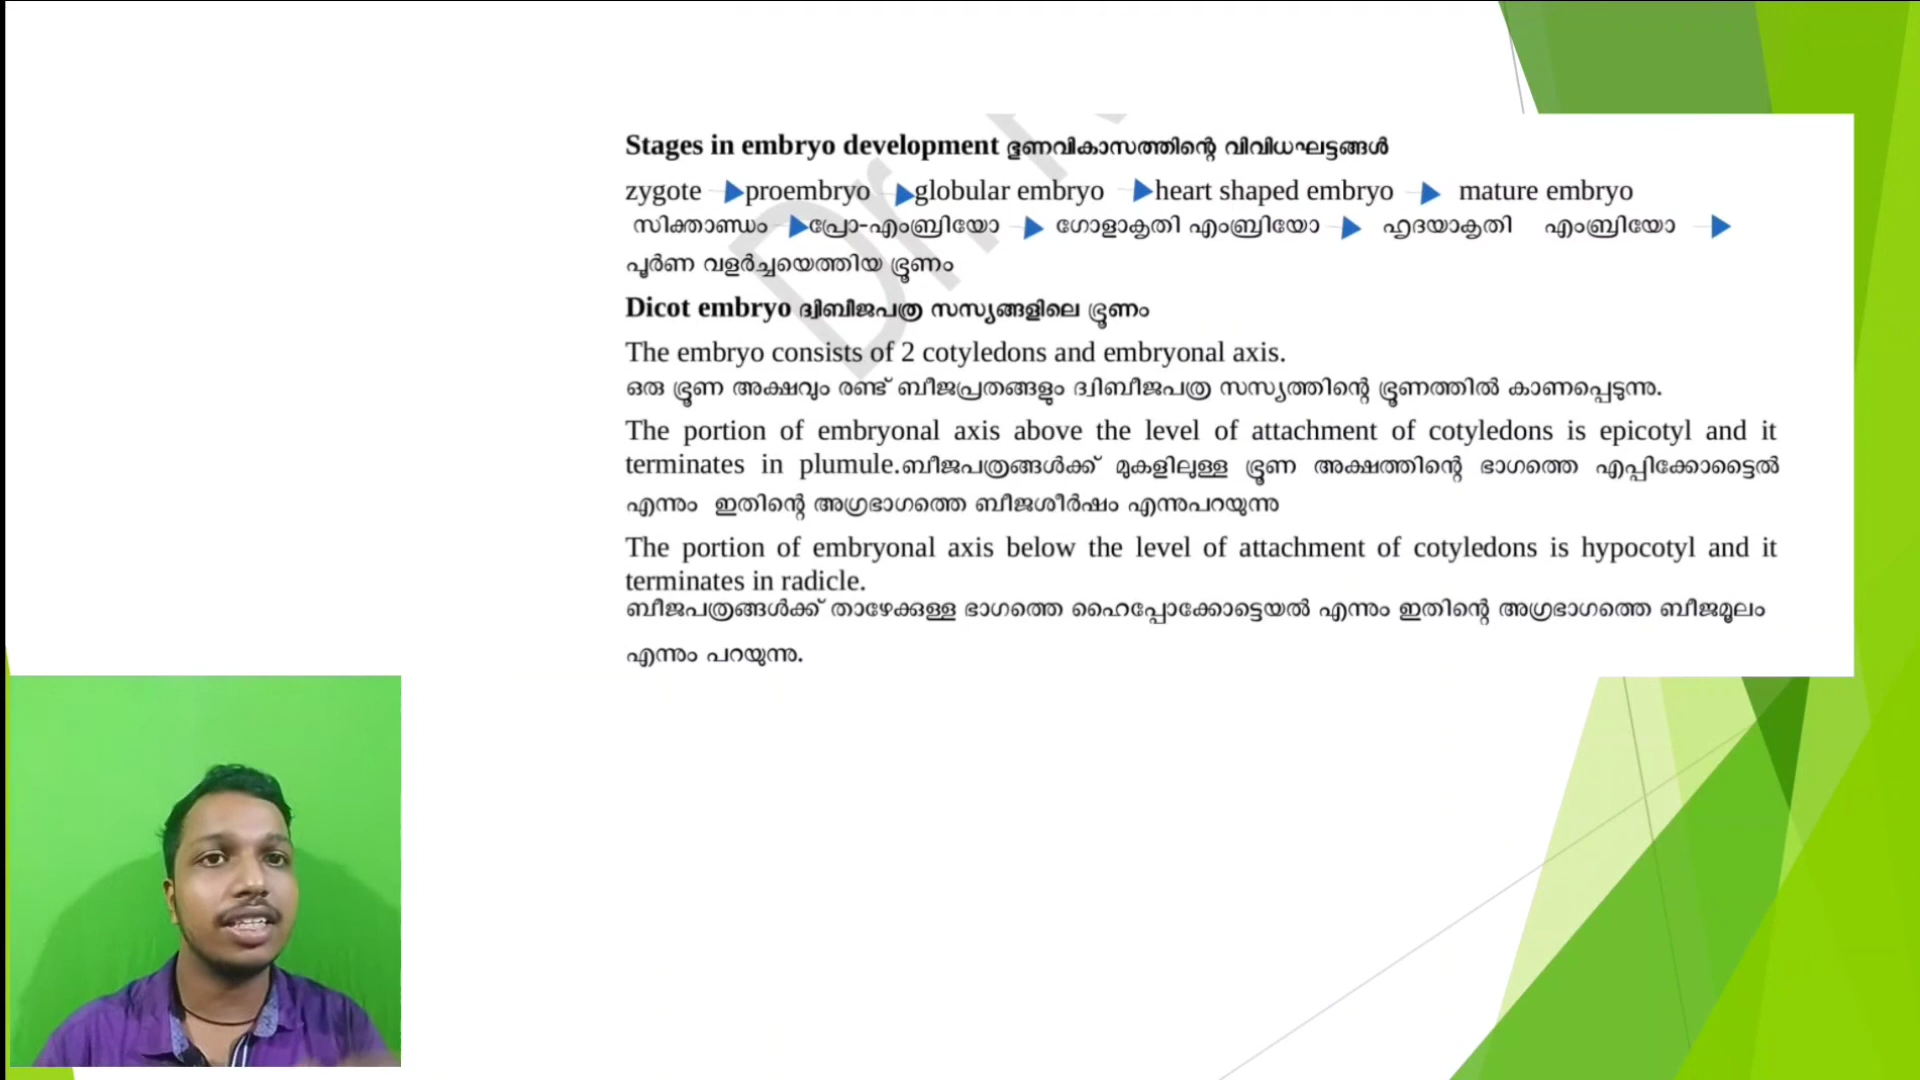 Stages in embryo development ഭ്രൂണവികാസത്തിന്റെ വിവിധഘട്ടങ്ങൾ
zygote proembryo globular embryo heart shaped embryo mature embryo
സിക്താണ്ഡം പ്രോ-എംബ്രിയോ ഗോളാകൃതി എംബ്രിയോ ഹൃദയാകൃതി എംബ്രിയോ
പൂർണ വളർച്ചയെത്തിയ ഭ്രൂണം
Dicot embryo ദ്വിബീജപത്ര സസ്യങ്ങളിലെ ഭ്രൂണം
The embryo consists of 2 cotyledons and embryonal axis.
ഒരു ഭ്രൂണ അക്ഷവും രണ്ട് ബീജപ്രതങ്ങളും ദ്വിബീജപത്ര സസ്യത്തിന്റെ ഭ്രൂണത്തിൽ കാണപ്പെടുന്നു.
The portion of embryonal axis above the level of attachment of cotyledons is epicotyl and it
terminates in plumule.ബീജപത്രങ്ങൾക്ക് മുകളിലുള്ള ഭ്രൂണ അക്ഷത്തിന്റെ ഭാഗത്തെ എപ്പിക്കോട്ടൈൽ
എന്നും ഇതിന്റെ അഗ്രഭാഗത്തെ ബീജശീർഷം എന്നുപറയുന്നു
The portion of embryonal axis below the level of attachment of cotyledons is hypocotyl and it
terminates in radicle.
ബീജപത്രങ്ങൾക്ക് താഴേക്കുള്ള ഭാഗത്തെ ഹൈപ്പോക്കോട്ടെയൽ എന്നും ഇതിന്റെ അഗ്രഭാഗത്തെ ബീജമൂലം
എന്നും പറയുന്നു.